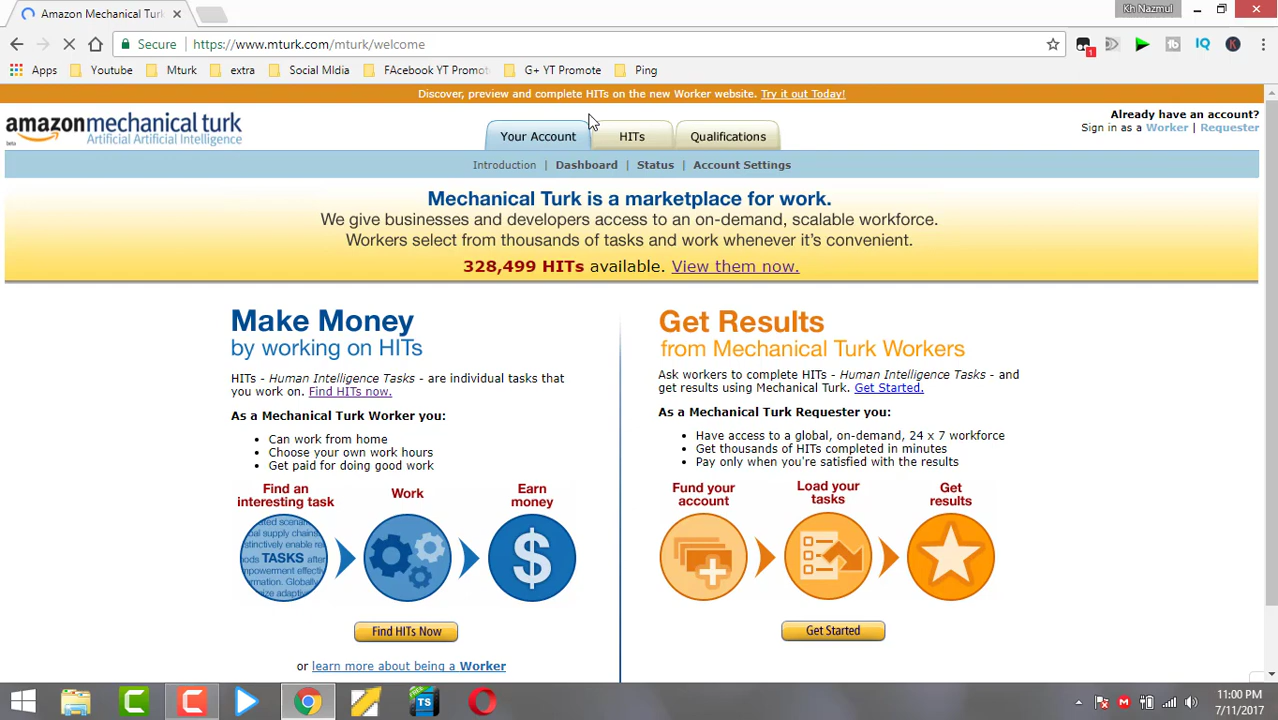 Amazon Mechanical Turk
Kh Nazmul
Secure https://www.mturk.com/mturk/welcome
1 IQ K
Apps Youtube Mturk extra Social MIdia FAcebook YT Promot G+ YT Promote Ping
Discover, preview and complete HITs on the new Worker website. Try it out Today!
amazonmechanical turk
Artificial Artificial Intelligence
beta
Your Account HITs Qualifications
Already have an account?
Sign in as a Worker | Requester
Introduction | Dashboard | Status | Account Settings
Mechanical Turk is a marketplace for work.
We give businesses and developers access to an on-demand, scalable workforce.
Workers select from thousands of tasks and work whenever it's convenient.
328,499 HITs available. View them now.
Make Money
by working on HITs
HITs - Human Intelligence Tasks - are individual tasks that
you work on. Find HITs now.
As a Mechanical Turk Worker you:
• Can work from home
• Choose your own work hours
• Get paid for doing good work
Find an
interesting task
Work
Earn
money
TASKS
$
Find HITs Now
or learn more about being a Worker
Get Results
from Mechanical Turk Workers
Ask workers to complete HITs - Human Intelligence Tasks - and
get results using Mechanical Turk. Get Started.
As a Mechanical Turk Requester you:
• Have access to a global, on-demand, 24 x 7 workforce
• Get thousands of HITs completed in minutes
• Pay only when you're satisfied with the results
Fund your
account
Load your
tasks
Get
results
Get Started
TS
11:00 PM
7/11/2017